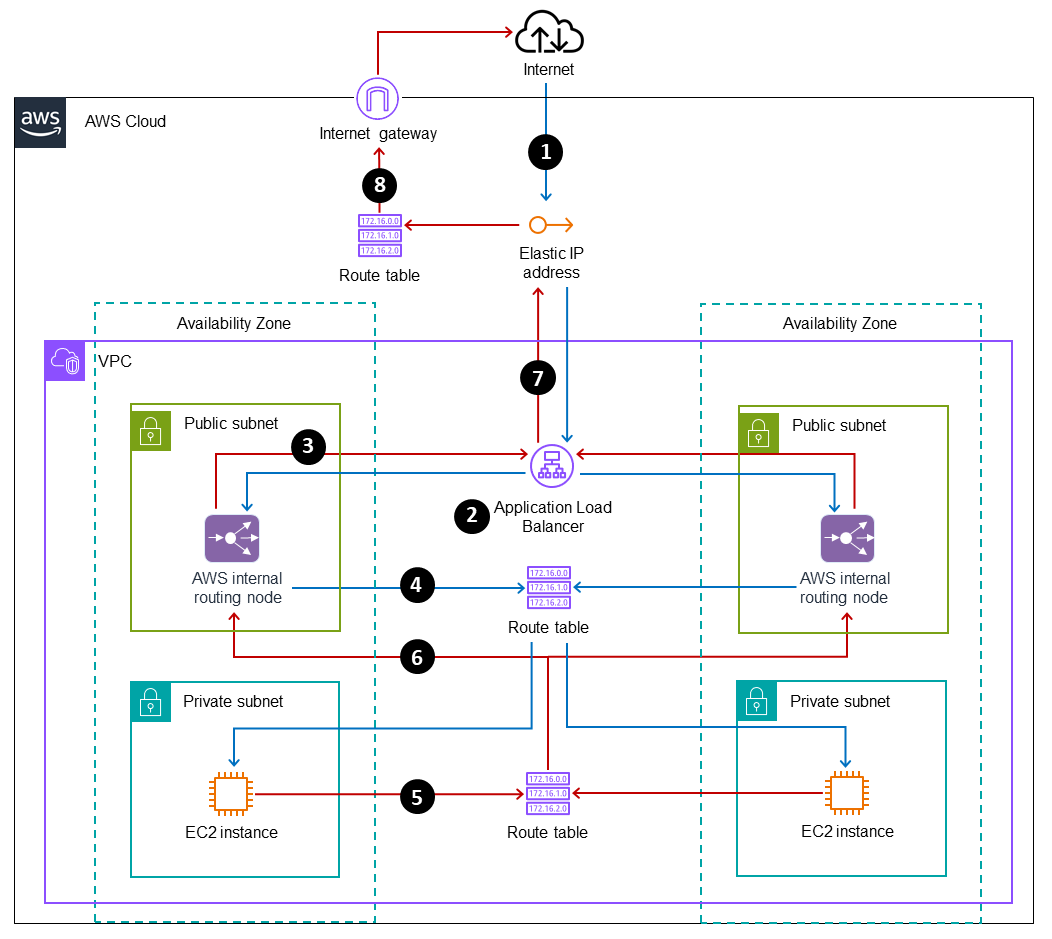 Internet
aws
AWS Cloud
Internet gateway
1
8
172.16.0.0
172.16.1.0
172.16.2.0
Route table
Elastic IP
address
Availability Zone
Availability Zone
VPC
7
Public subnet
3
Public subnet
2
Application Load
Balancer
AWS internal
routing node
4
172.16.0.0
172.16.1.0
172.16.2.0
Route table
AWS internal
routing node
6
Private subnet
Private subnet
5
172.16.0.0
172.16.1.0
172.16.2.0
Route table
EC2 instance
EC2 instance